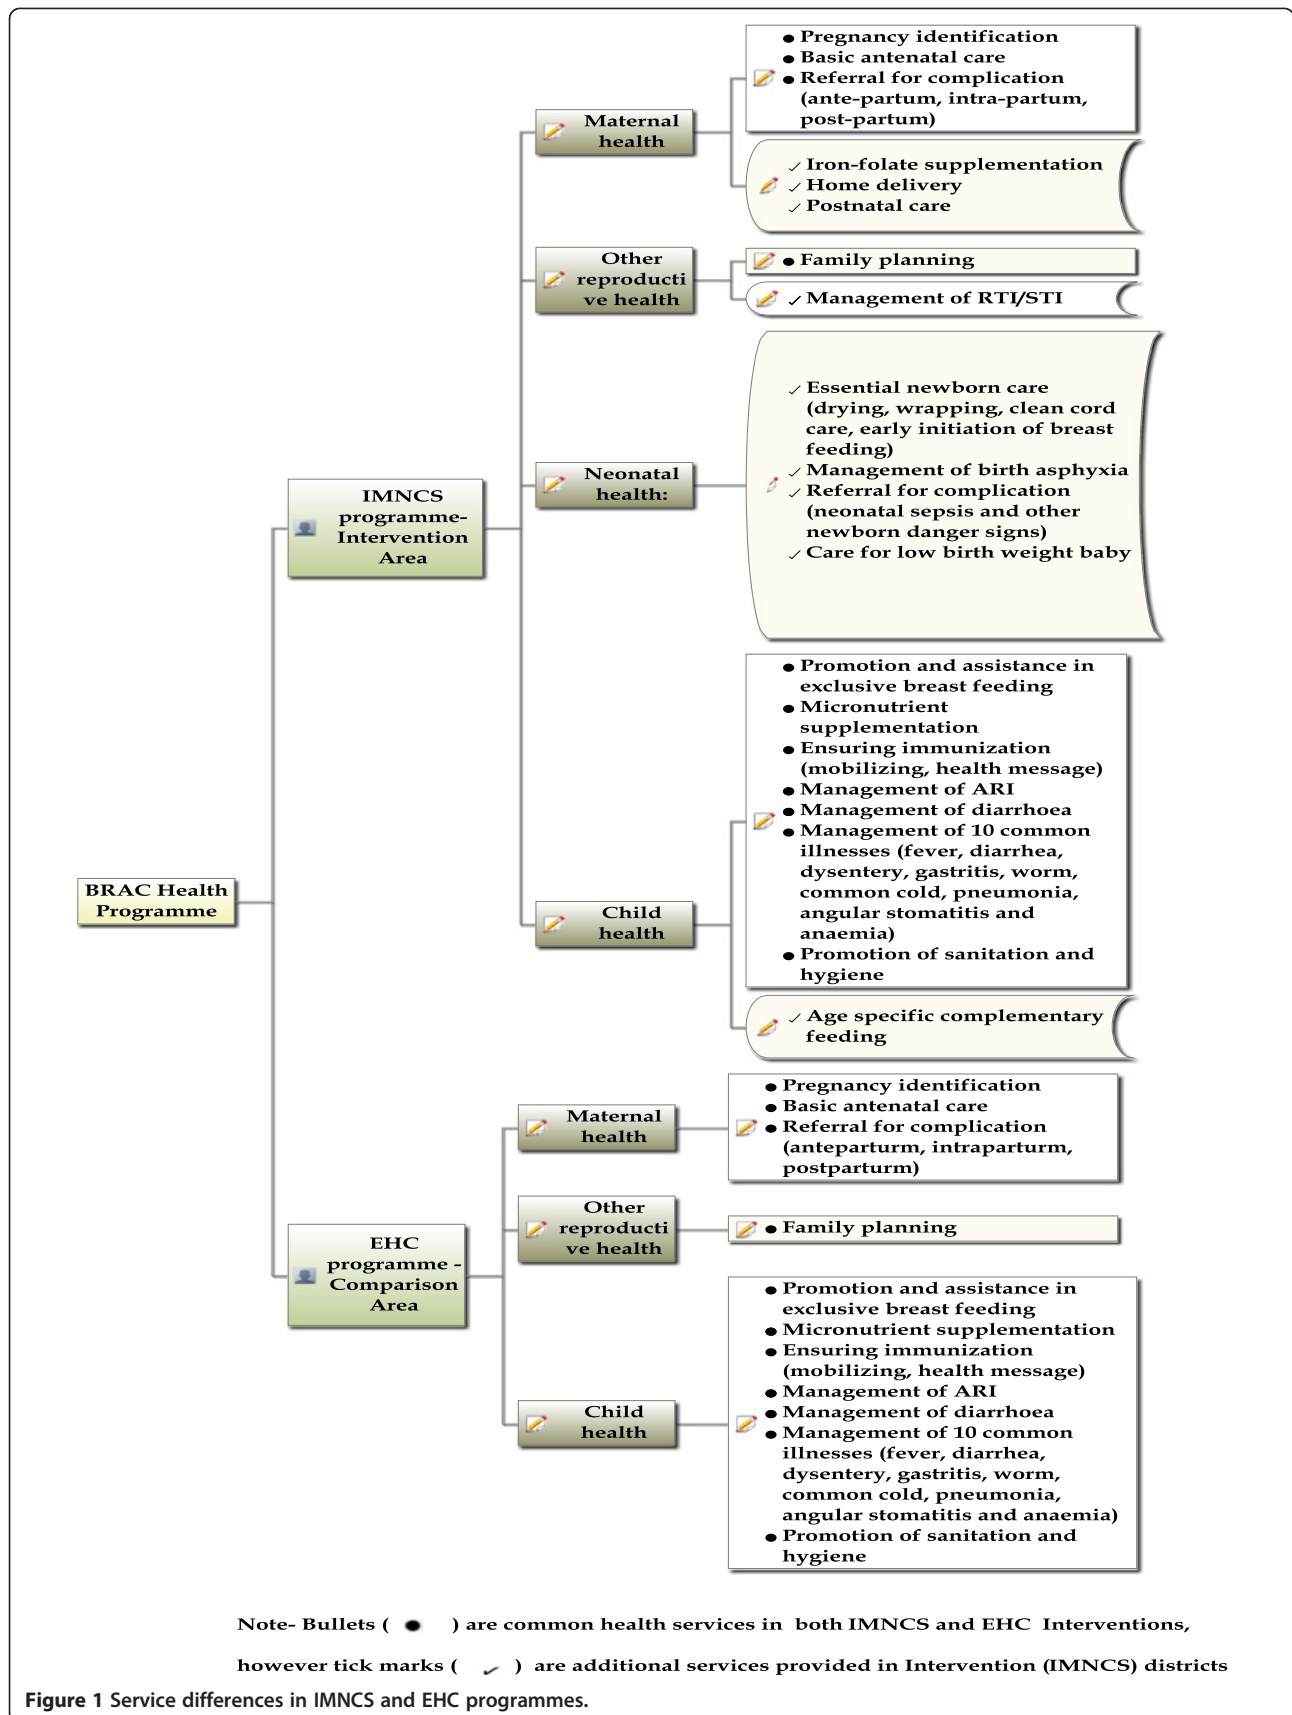 BRAC Health
Programme
IMNCS
programme-
Intervention
Area
Maternal
health
● Pregnancy identification
● Basic antenatal care
● Referral for complication
(ante-partum, intra-partum,
post-partum)
✓ Iron-folate supplementation
✓ Home delivery
✓ Postnatal care
Other
reproducti
ve health
● Family planning
✓ Management of RTI/STI
Neonatal
health:
✓ Essential newborn care
(drying, wrapping, clean cord
care, early initiation of breast
feeding)
✓ Management of birth asphyxia
✓ Referral for complication
(neonatal sepsis and other
newborn danger signs)
✓ Care for low birth weight baby
Child
health
● Promotion and assistance in
exclusive breast feeding
● Micronutrient
supplementation
● Ensuring immunization
(mobilizing, health message)
● Management of ARI
● Management of diarrhoea
● Management of 10 common
illnesses (fever, diarrhea,
dysentery, gastritis, worm,
common cold, pneumonia,
angular stomatitis and
anaemia)
● Promotion of sanitation and
hygiene
✓ Age specific complementary
feeding
EHC
programme -
Comparison
Area
Maternal
health
● Pregnancy identification
● Basic antenatal care
● Referral for complication
(anteparturm, intraparturm,
postparturm)
Other
reproducti
ve health
● Family planning
Child
health
● Promotion and assistance in
exclusive breast feeding
● Micronutrient supplementation
● Ensuring immunization
(mobilizing, health message)
● Management of ARI
● Management of diarrhoea
● Management of 10 common
illnesses (fever, diarrhea,
dysentery, gastritis, worm,
common cold, pneumonia,
angular stomatitis and anaemia)
● Promotion of sanitation and
hygiene
Note- Bullets ( ● ) are common health services in both IMNCS and EHC Interventions,
however tick marks ( ✓ ) are additional services provided in Intervention (IMNCS) districts
Figure 1 Service differences in IMNCS and EHC programmes.